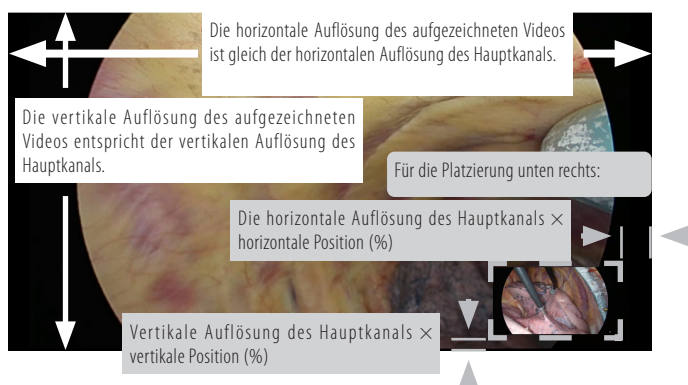 Die horizontale Auflösung des aufgezeichneten Videos
ist gleich der horizontalen Auflösung des Hauptkanals.
Die vertikale Auflösung des aufgezeichneten
Videos entspricht der vertikalen Auflösung des
Hauptkanals.
Für die Platzierung unten rechts:
Die horizontale Auflösung des Hauptkanals ×
horizontale Position (%)
Vertikale Auflösung des Hauptkanals ×
vertikale Position (%)